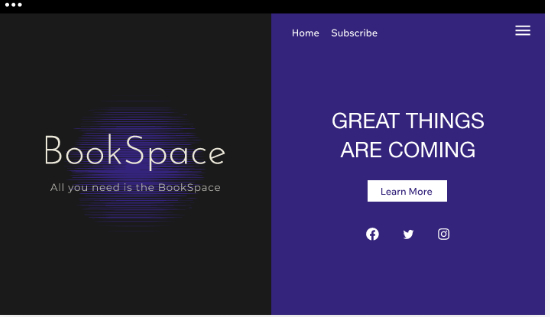 Home Subscribe
BookSpace
All you need is the BookSpace
GREAT THINGS
ARE COMING
Learn More